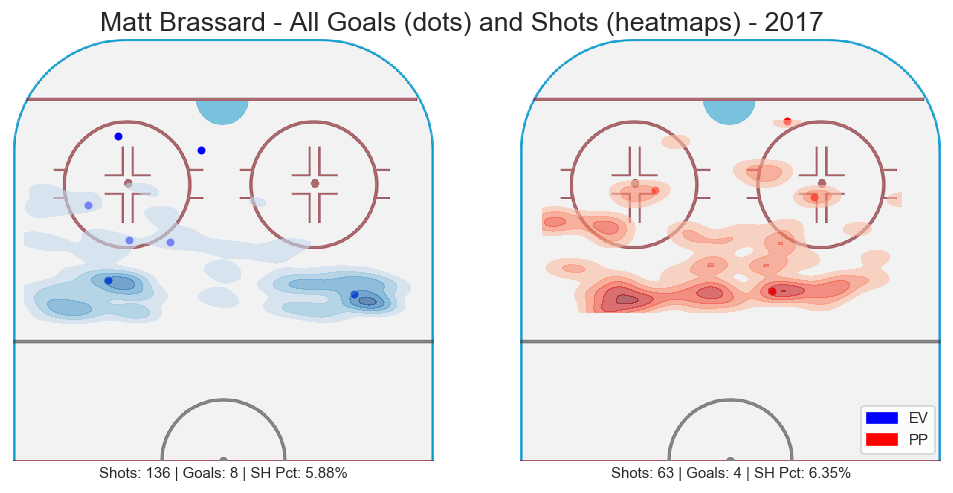 Matt Brassard - All Goals (dots) and Shots (heatmaps) - 2017
EV
PP
Shots: 136 | Goals: 8 | SH Pct: 5.88%
Shots: 63 | Goals: 4 | SH Pct: 6.35%